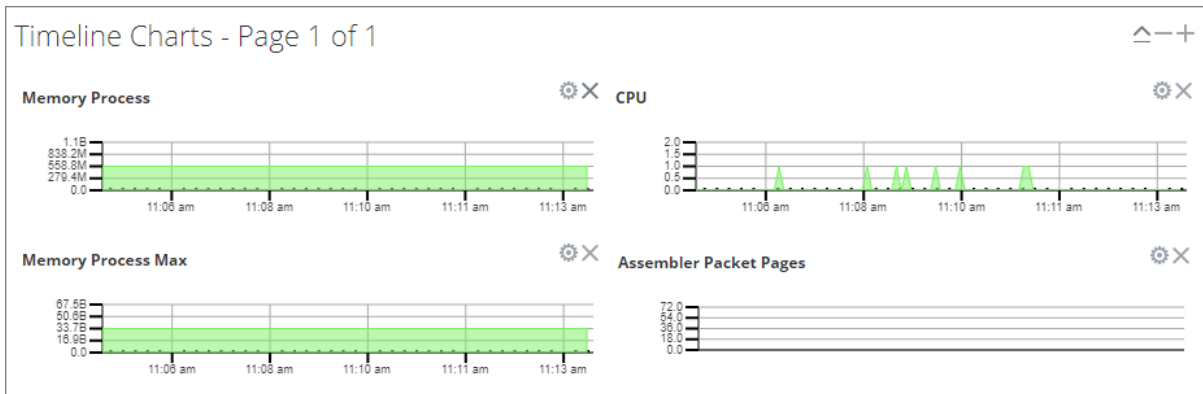 Timeline Charts - Page 1 of 1
Memory Process
1.1B
838.2M
558.8M
279.4M
0.0
11:06 am 11:08 am 11:10 am 11:11 am 11:13 am
CPU
2.0
1.5
1.0
0.5
0.0
11:06 am 11:08 am 11:10 am 11:11 am 11:13 am
Memory Process Max
67.5B
50.6B
33.7B
16.9B
0.0
11:06 am 11:08 am 11:10 am 11:11 am 11:13 am
Assembler Packet Pages
72.0
54.0
36.0
18.0
0.0